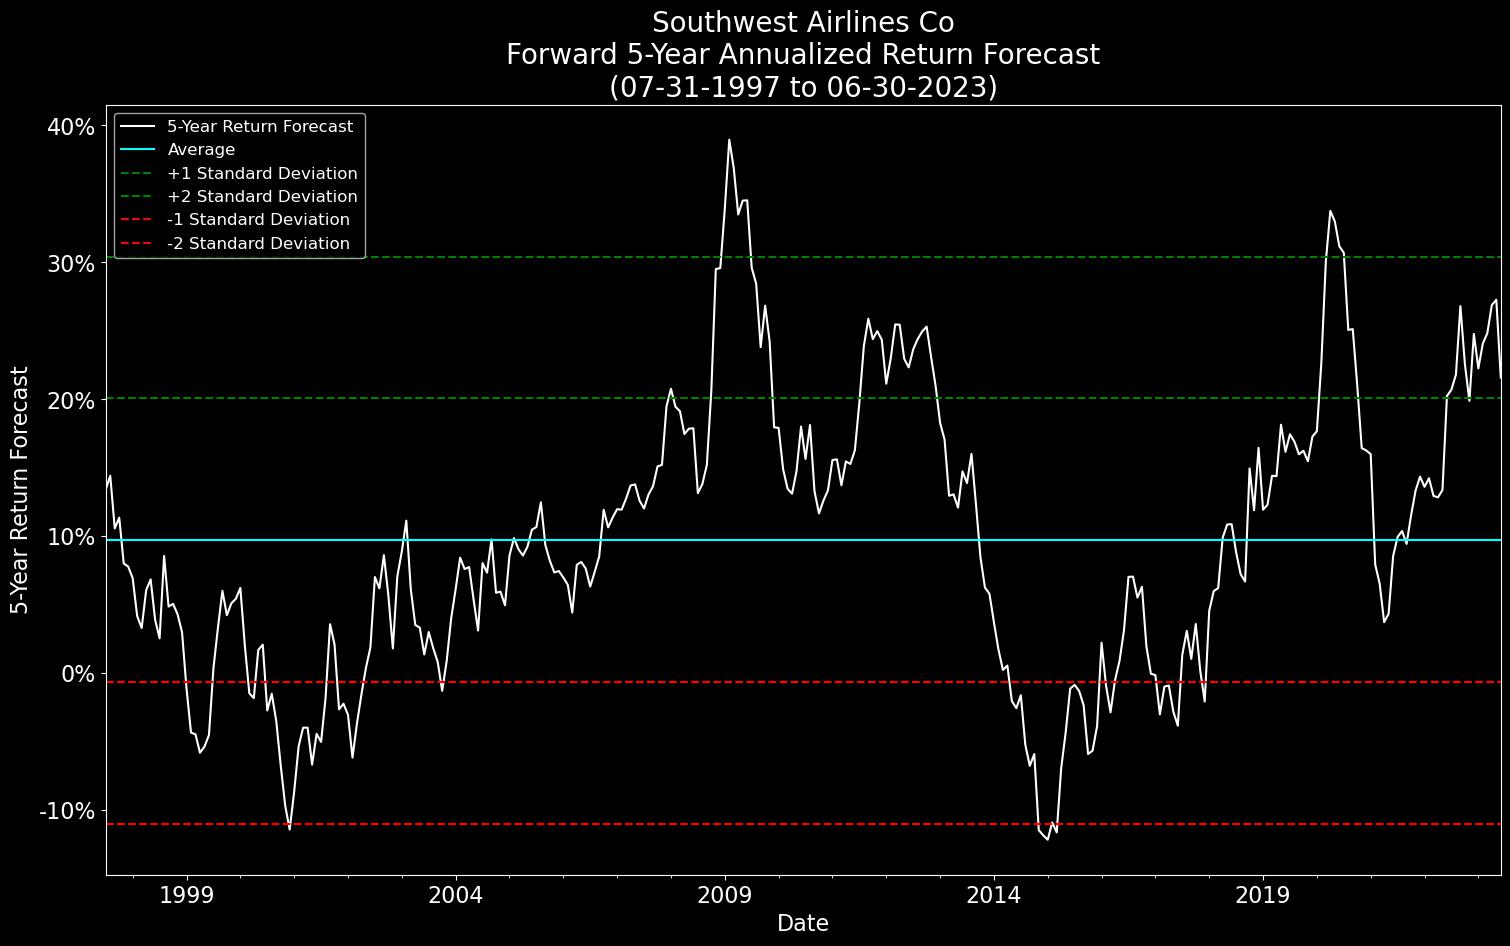 Southwest Airlines Co
Forward 5-Year Annualized Return Forecast
(07-31-1997 to 06-30-2023)
5-Year Return Forecast
Average
+1 Standard Deviation
+2 Standard Deviation
-1 Standard Deviation
-2 Standard Deviation
40%
30%
20%
10%
0%
-10%
5-Year Return Forecast
1999 2004 2009 2014 2019
Date